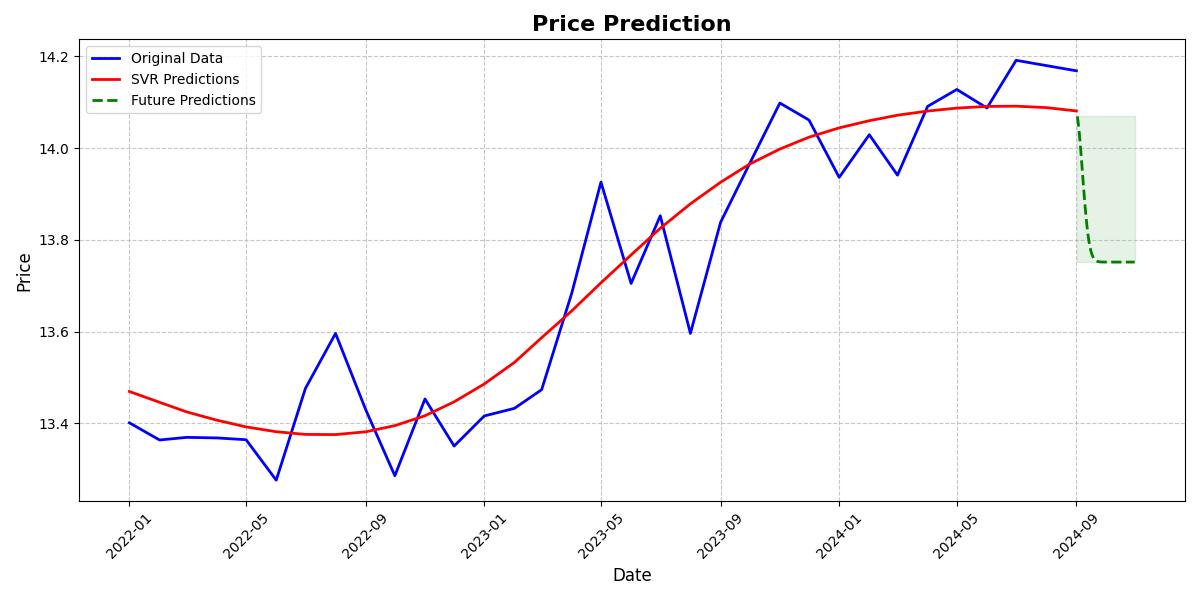 Price Prediction
Original Data
SVR Predictions
Future Predictions
Price
14.2
14.0
13.8
13.6
13.4
2022-01
2022-05
2022-09
2023-01
2023-05
2023-09
2024-01
2024-05
2024-09
Date